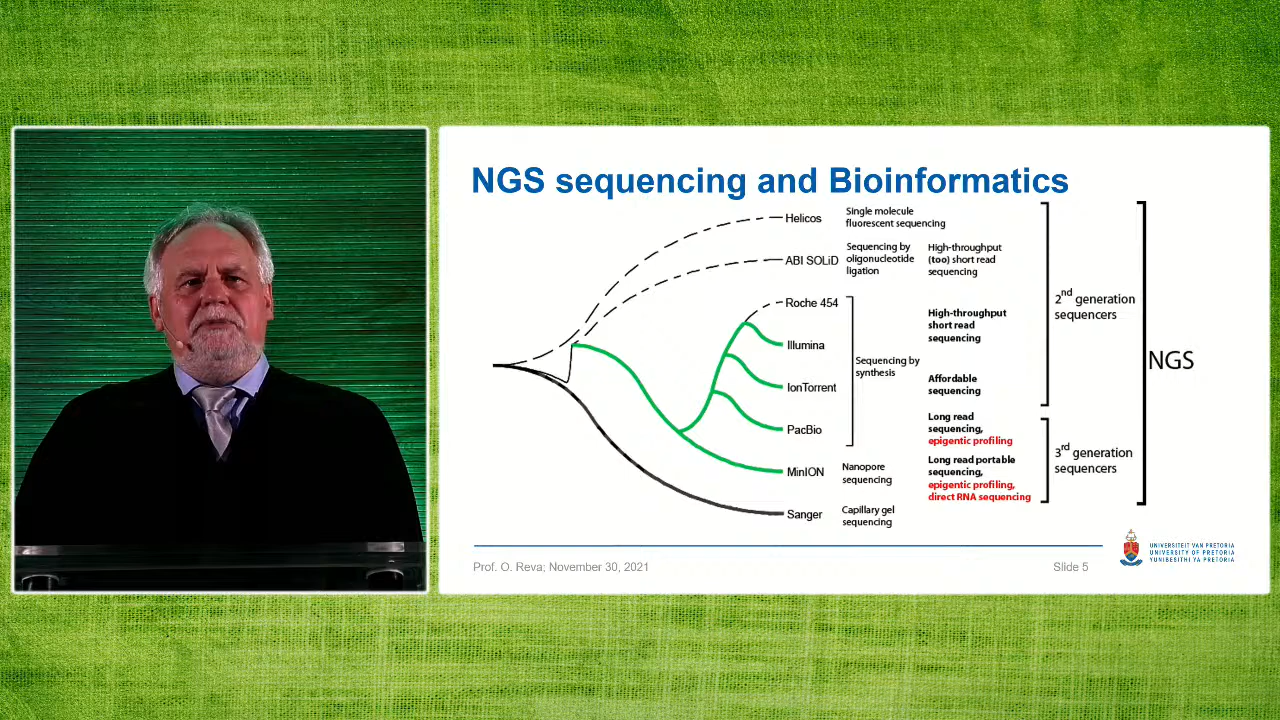 NGS sequencing and Bioinformatics
Helicos
Single molecule
fluorescent sequencing
ABI SOLiD
Sequencing by
oligonucleotide
ligation
High-throughput
(too) short read
sequencing
Roche 454
Illumina
IonTorrent
PacBio
Sequencing by
synthesis
High-throughput
short read
sequencing
Affordable
sequencing
Long read
sequencing,
epigentic profiling
MinION
Nanopore
sequencing
Long read portable
sequencing,
epigentic profiling,
direct RNA sequencing
Sanger
Capillary gel
sequencing
2nd generation
sequencers
3rd generation
sequencers
NGS
Prof. O. Reva; November 30, 2021
Slide 5
UNIVERSITEIT VAN PRETORIA
UNIVERSITY OF PRETORIA
YUNIBESITHI YA PRETORIA